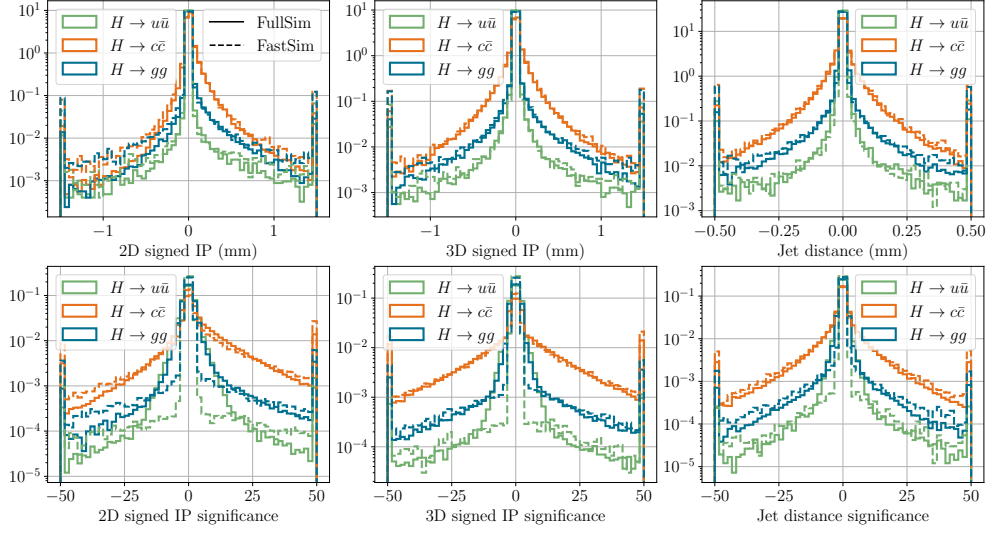 H → uū
H → cc̄
H → gg
FullSim
FastSim
10¹
10⁰
10⁻¹
10⁻²
10⁻³
−1
0
1
2D signed IP (mm)
H → uū
H → cc̄
H → gg
10¹
10⁰
10⁻¹
10⁻²
10⁻³
−1
0
1
3D signed IP (mm)
H → uū
H → cc̄
H → gg
10¹
10⁰
10⁻¹
10⁻²
10⁻³
−0.50
−0.25
0.00
0.25
0.50
Jet distance (mm)
H → uū
H → cc̄
H → gg
10⁻¹
10⁻²
10⁻³
10⁻⁴
10⁻⁵
−50
−25
0
25
50
2D signed IP significance
H → uū
H → cc̄
H → gg
10⁻¹
10⁻²
10⁻³
10⁻⁴
−50
−25
0
25
50
3D signed IP significance
H → uū
H → cc̄
H → gg
10⁻¹
10⁻²
10⁻³
10⁻⁴
10⁻⁵
−50
−25
0
25
50
Jet distance significance